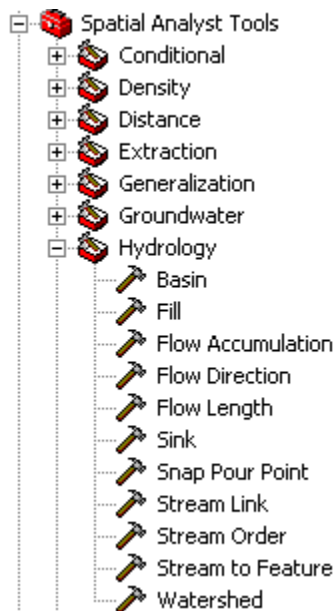 Spatial Analyst Tools
Conditional
Density
Distance
Extraction
Generalization
Groundwater
Hydrology
Basin
Fill
Flow Accumulation
Flow Direction
Flow Length
Sink
Snap Pour Point
Stream Link
Stream Order
Stream to Feature
Watershed